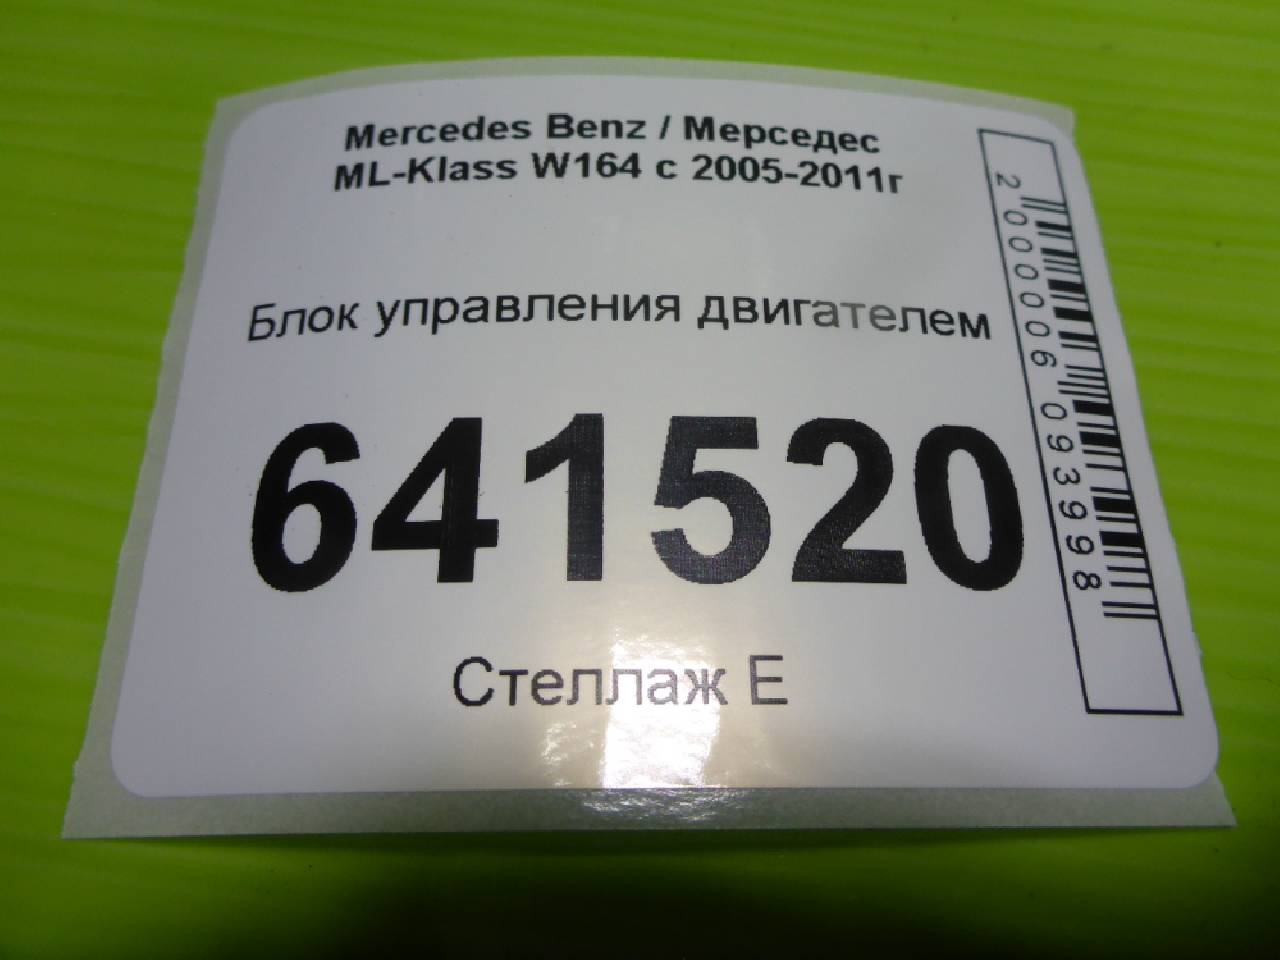 Mercedes Benz / Мерседес
ML-Klass W164 с 2005-2011г
Блок управления двигателем
641520
Стеллаж Е
2000006093998